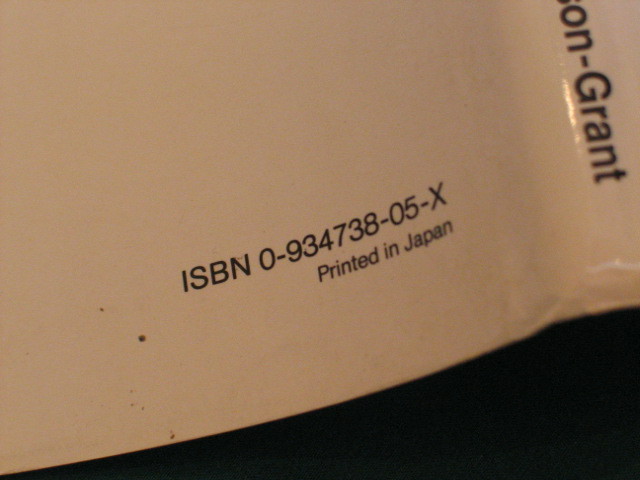 ISBN 0-934738-05-X
Printed in Japan
son-Grant